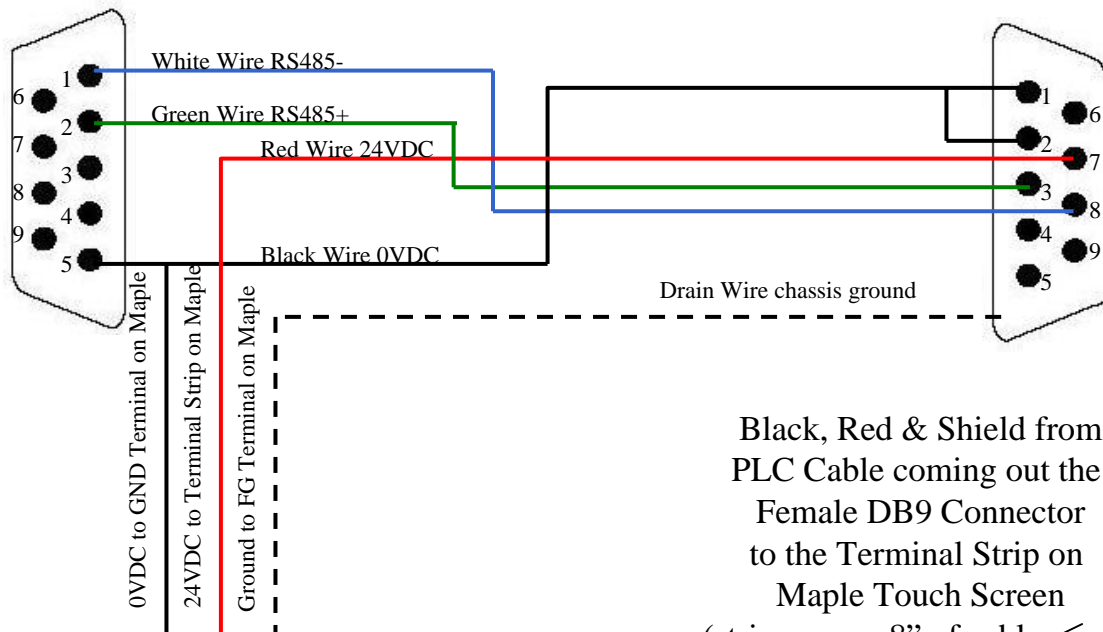 White Wire RS485-
Green Wire RS485+
Red Wire 24VDC
Black Wire 0VDC
1
6
2
7
3
8
4
9
5
1
6
2
7
3
8
4
9
5
Drain Wire chassis ground
0VDC to GND Terminal on Maple
24VDC to Terminal Strip on Maple
Ground to FG Terminal on Maple
Black, Red & Shield from
PLC Cable coming out the
Female DB9 Connector
to the Terminal Strip on
Maple Touch Screen
8” of